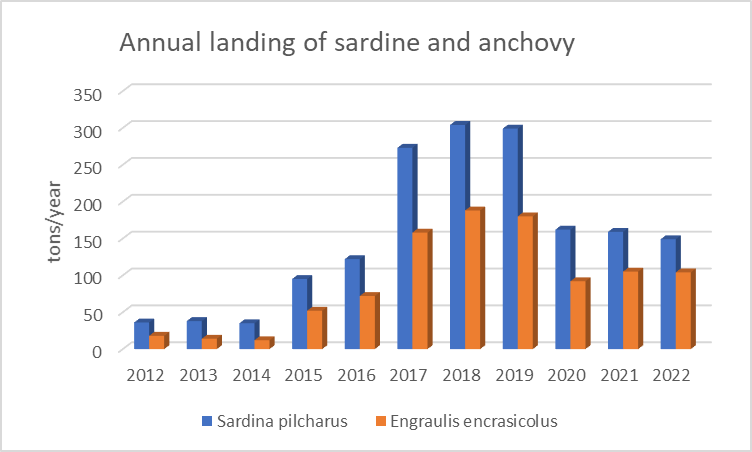 Annual landing of sardine and anchovy
tons/year
350
300
250
200
150
100
50
0
2012 2013 2014 2015 2016 2017 2018 2019 2020 2021 2022
Sardina pilcharus Engraulis encrasicolus